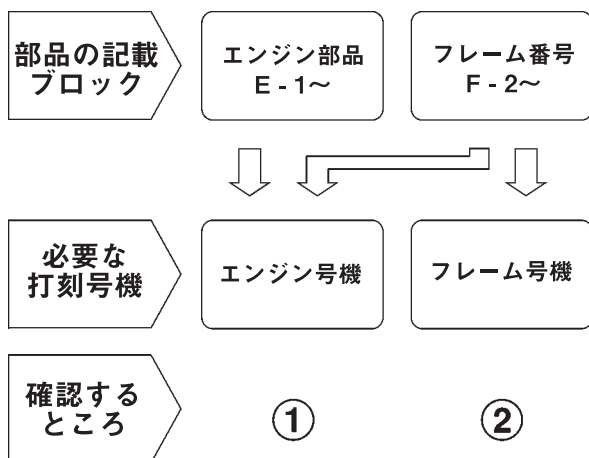 部品の記載
ブロック
エンジン部品
E - 1～
フレーム番号
F - 2～
必要な
打刻号機
エンジン号機
フレーム号機
確認する
ところ
①
②